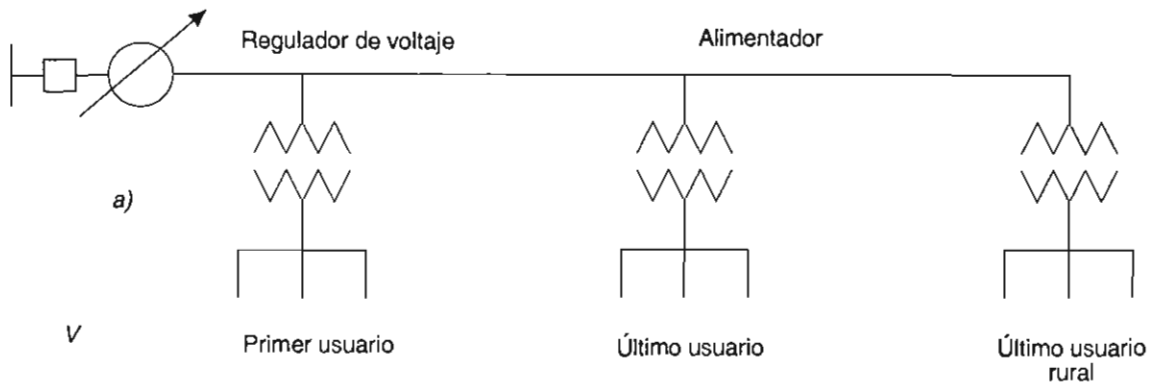 Regulador de voltaje
Alimentador
a)
V
Primer usuario
Último usuario
Último usuario
rural